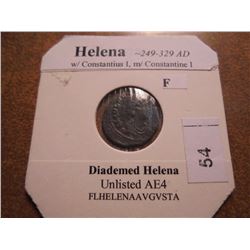 Helena ~249-329 AD
w/ Constantius I, m/ Constantine I
F
54
Diademed Helena
Unlisted AE4
FLHELENAAVGVSTA